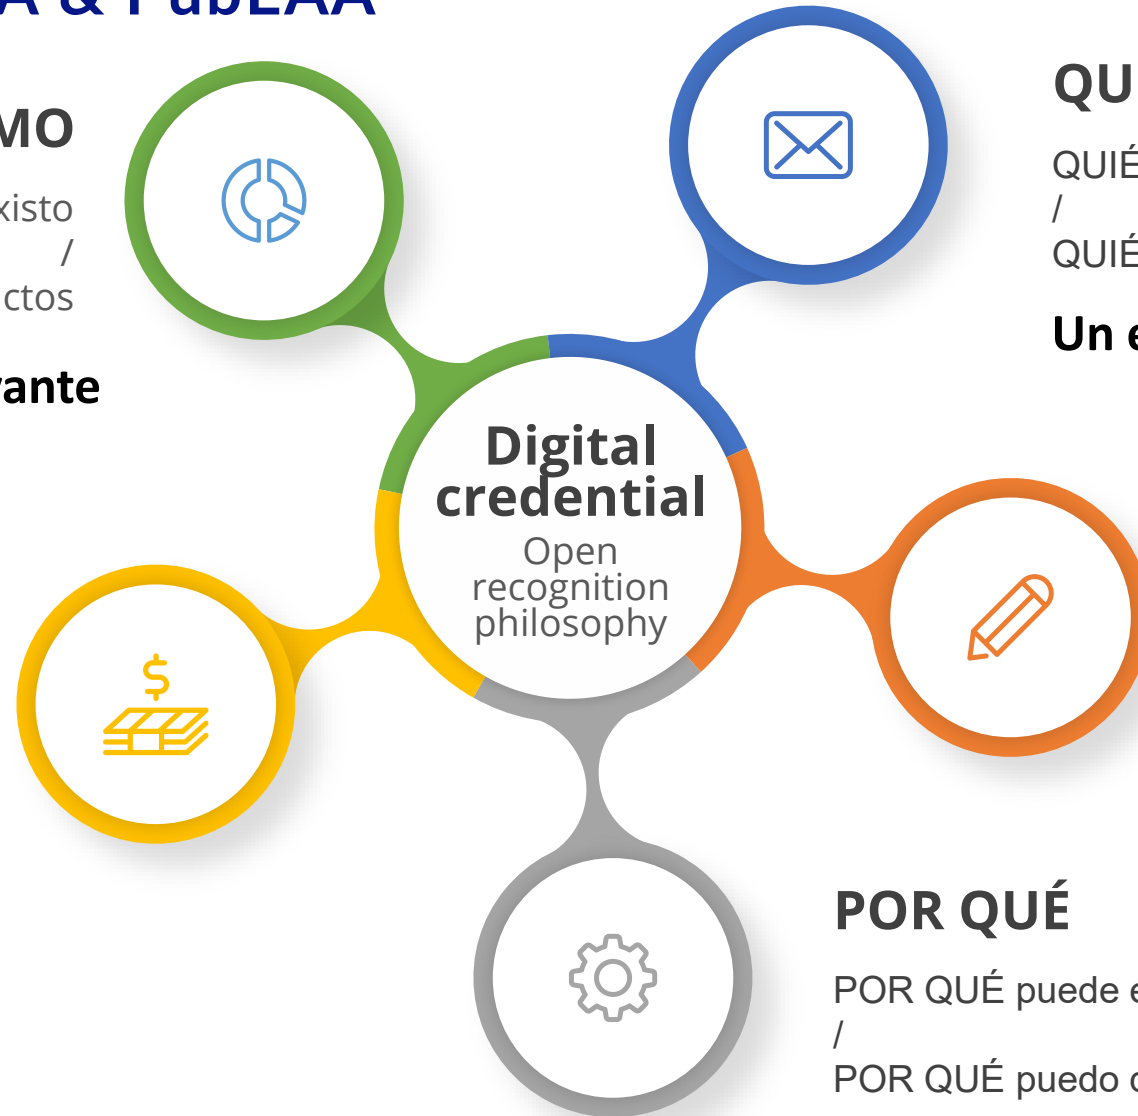 A & PubEAA
MO
xisto
/
ctos
vante
QU
QUIÉ
/
QUIÉ
Un e
Digital
credential
Open
recognition
philosophy
$
POR QUÉ
POR QUÉ puede e
/
POR QUÉ puedo